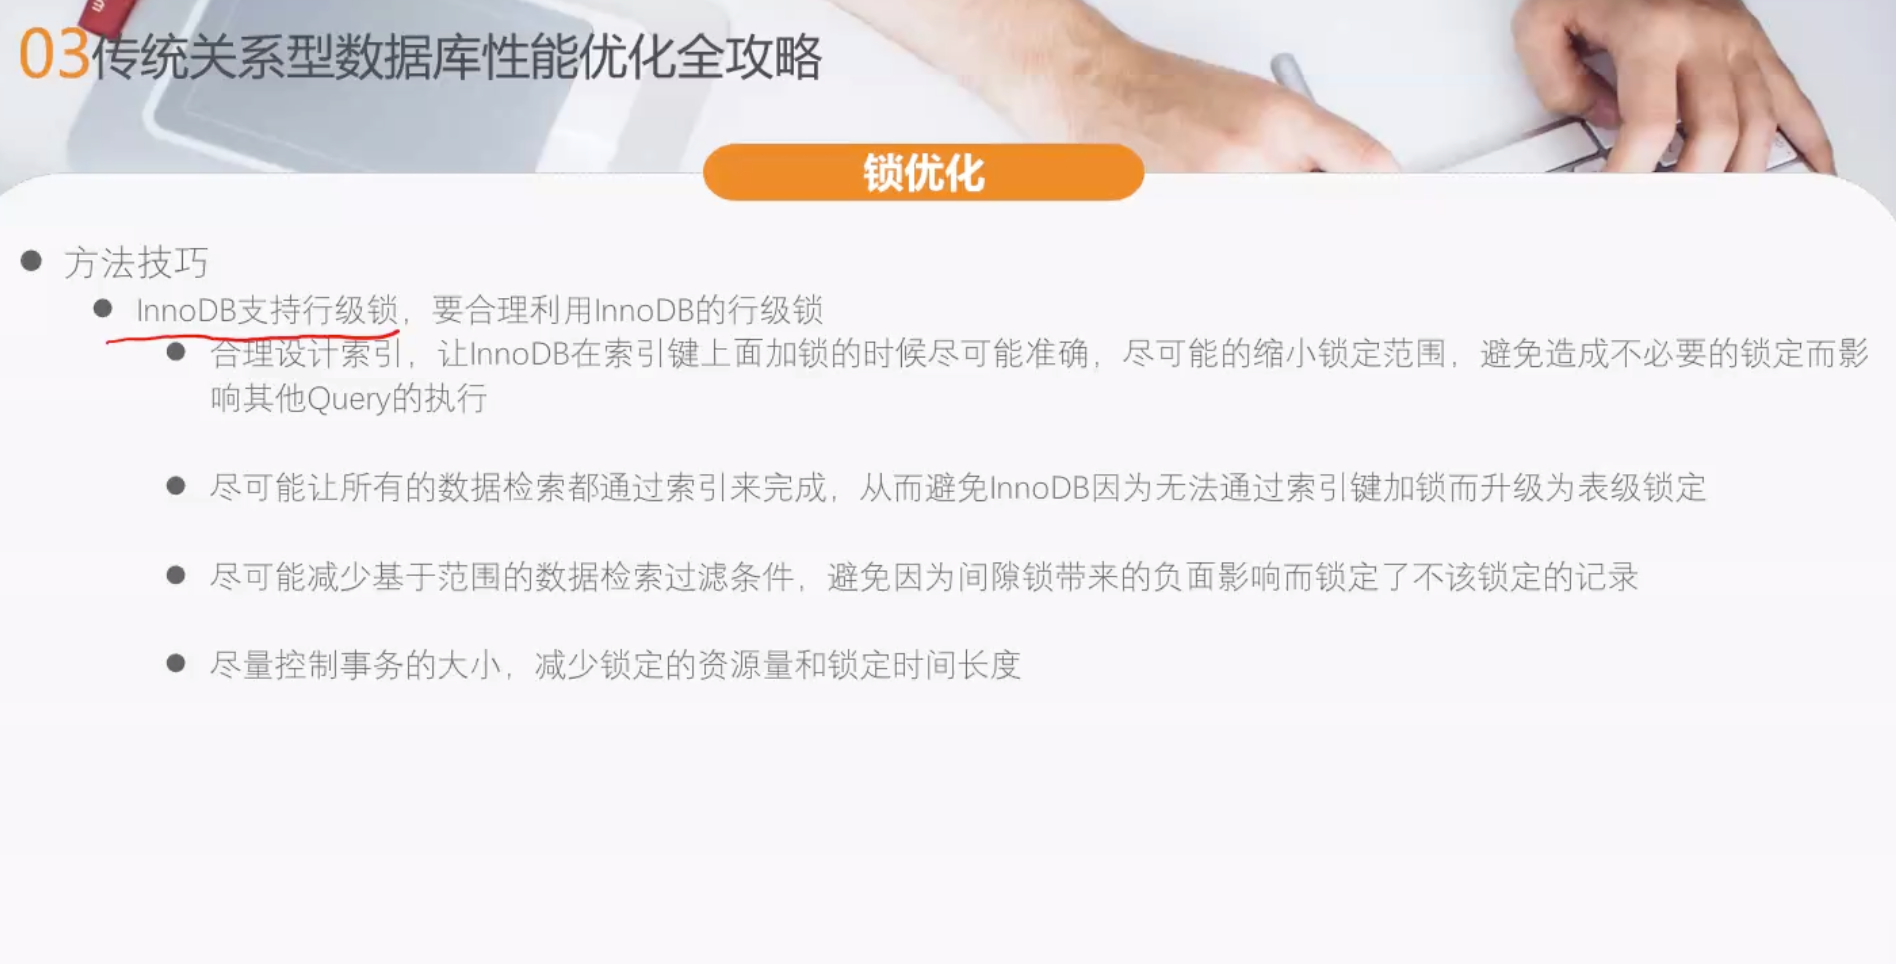 03传统关系型数据库性能优化全攻略
锁优化
方法技巧
InnoDB支持行级锁，要合理利用InnoDB的行级锁
合理设计索引，让InnoDB在索引键上面加锁的时候尽可能准确，尽可能的缩小锁定范围，避免造成不必要的锁定而影
响其他Query的执行
尽可能让所有的数据检索都通过索引来完成，从而避免InnoDB因为无法通过索引键加锁而升级为表级锁定
尽可能减少基于范围的数据检索过滤条件，避免因为间隙锁带来的负面影响而锁定了不该锁定的记录
尽量控制事务的大小，减少锁定的资源量和锁定时间长度